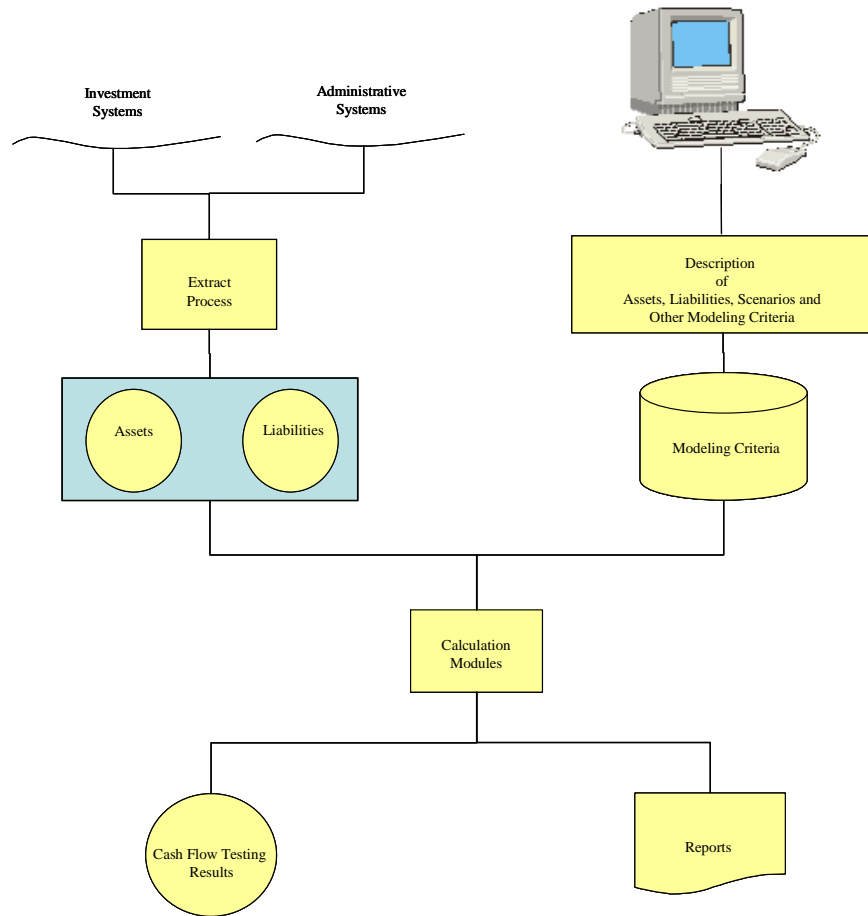 Investment
Systems
Administrative
Systems
Extract
Process
Description
of
Assets, Liabilities, Scenarios and
Other Modeling Criteria
Assets
Liabilities
Modeling Criteria
Calculation
Modules
Cash Flow Testing
Results
Reports